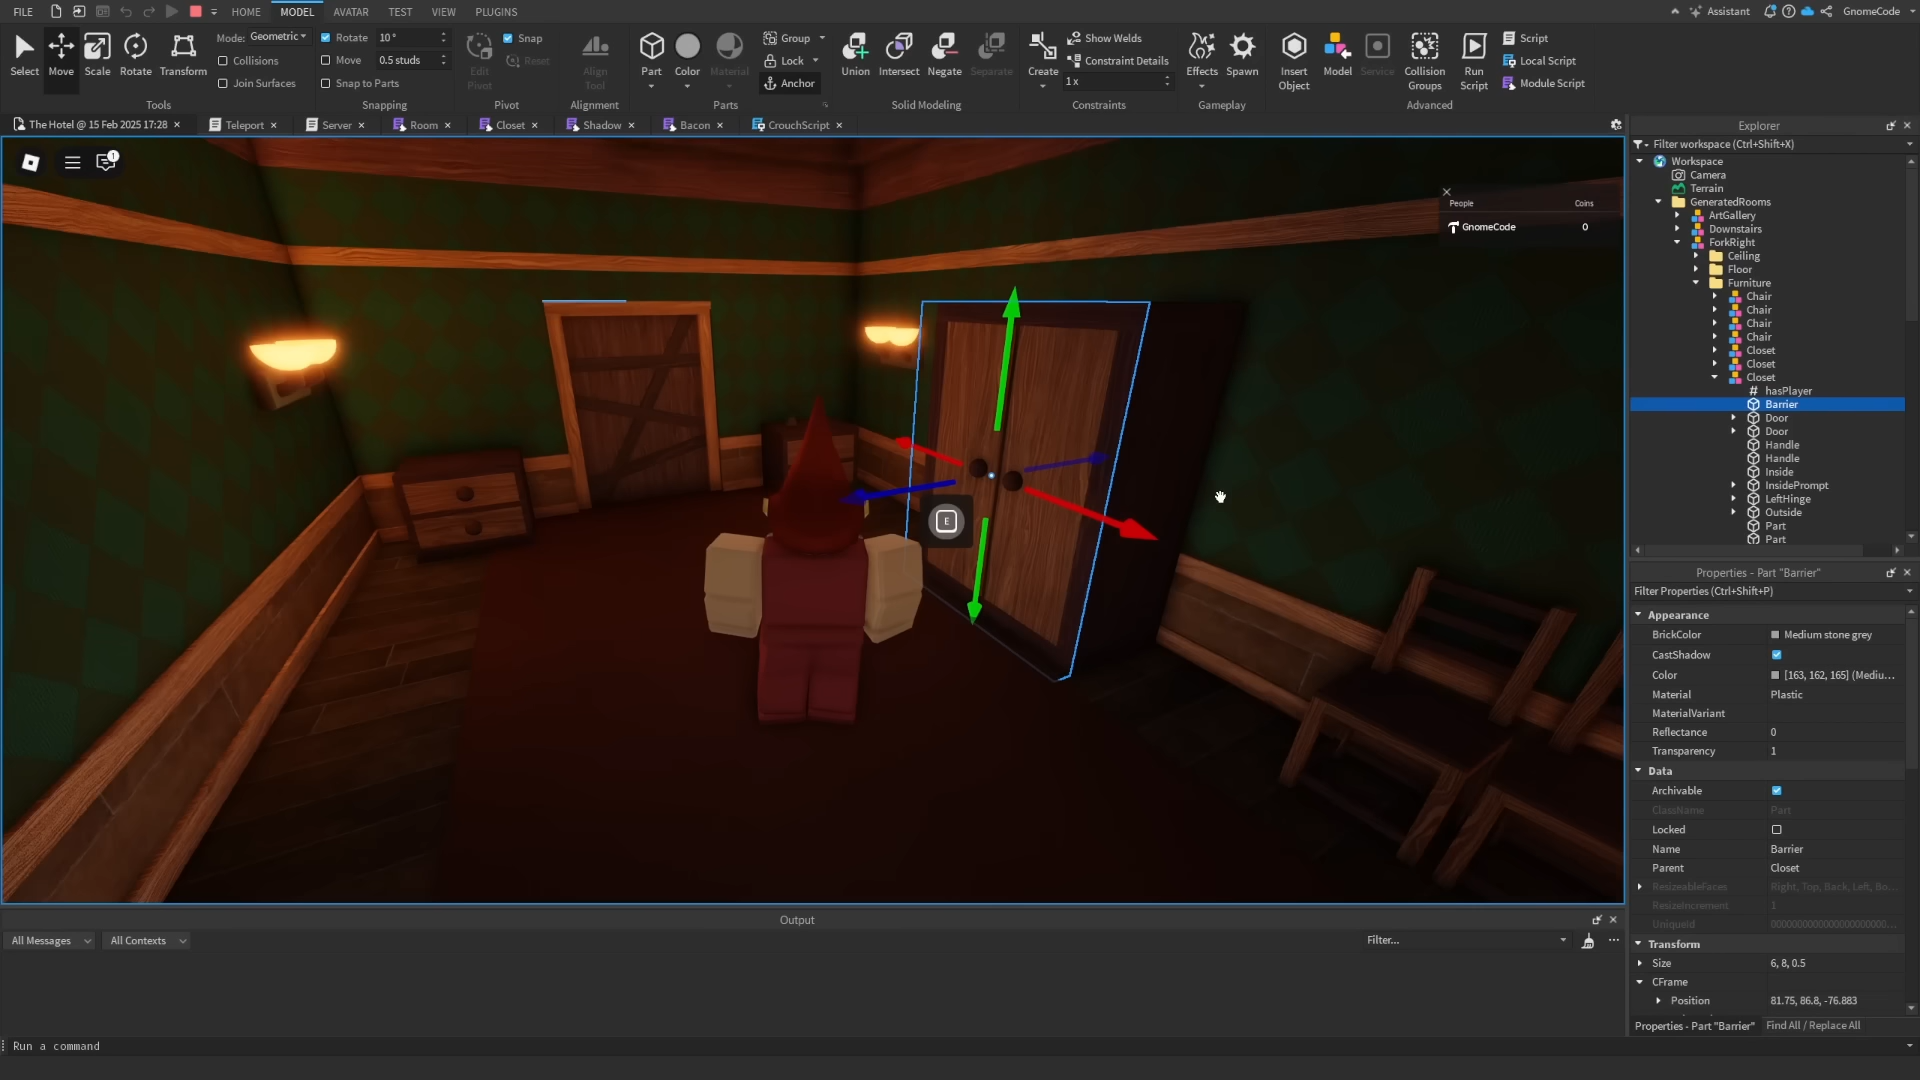 FILE HOME MODEL AVATAR TEST VIEW PLUGINS Assistant GnomeCode
Select Move Scale Rotate Transform
Mode: Geometric
Collisions
Join Surfaces
Tools
Rotate 10 °
Move 0.5 studs
Snap to Parts
Snapping
Edit Pivot
Snap
Reset
Pivot
Align Tool
Alignment
Part Color Material
Group
Lock
Anchor
Parts
Union Intersect Negate Separate
Solid Modeling
Create
Show Welds
Constraint Details
1 x
Constraints
Effects Spawn
Gameplay
Insert Object
Model
Service
Collision Groups
Run Script
Script
Local Script
Module Script
Advanced
The Hotel @ 15 Feb 2025 17:28 Teleport Server Room Closet Shadow Bacon CrouchScript
1
People Coins
GnomeCode 0
E
Explorer
Filter workspace (Ctrl+Shift+X)
Workspace
Camera
Terrain
GeneratedRooms
ArtGallery
Downstairs
ForkRight
Ceiling
Floor
Furniture
Chair
Chair
Chair
Chair
Closet
Closet
Closet
# hasPlayer
Barrier
Door
Door
Handle
Handle
Inside
InsidePrompt
LeftHinge
Outside
Part
Part
Properties - Part "Barrier"
Filter Properties (Ctrl+Shift+P)
Appearance
BrickColor Medium stone grey
CastShadow
Color [163, 162, 165] (Mediu...
Material Plastic
MaterialVariant
Reflectance 0
Transparency 1
Data
Archivable
ClassName Part
Locked
Name Barrier
Parent Closet
ResizeableFaces Right, Top, Back, Left, Bo...
ResizeIncrement 1
Transform
Size 6, 8, 0.5
CFrame
Position 81.75, 86.8, -76.883
Properties - Part "Barrier" Find All / Replace All
Output
All Messages All Contexts Filter...
Run a command